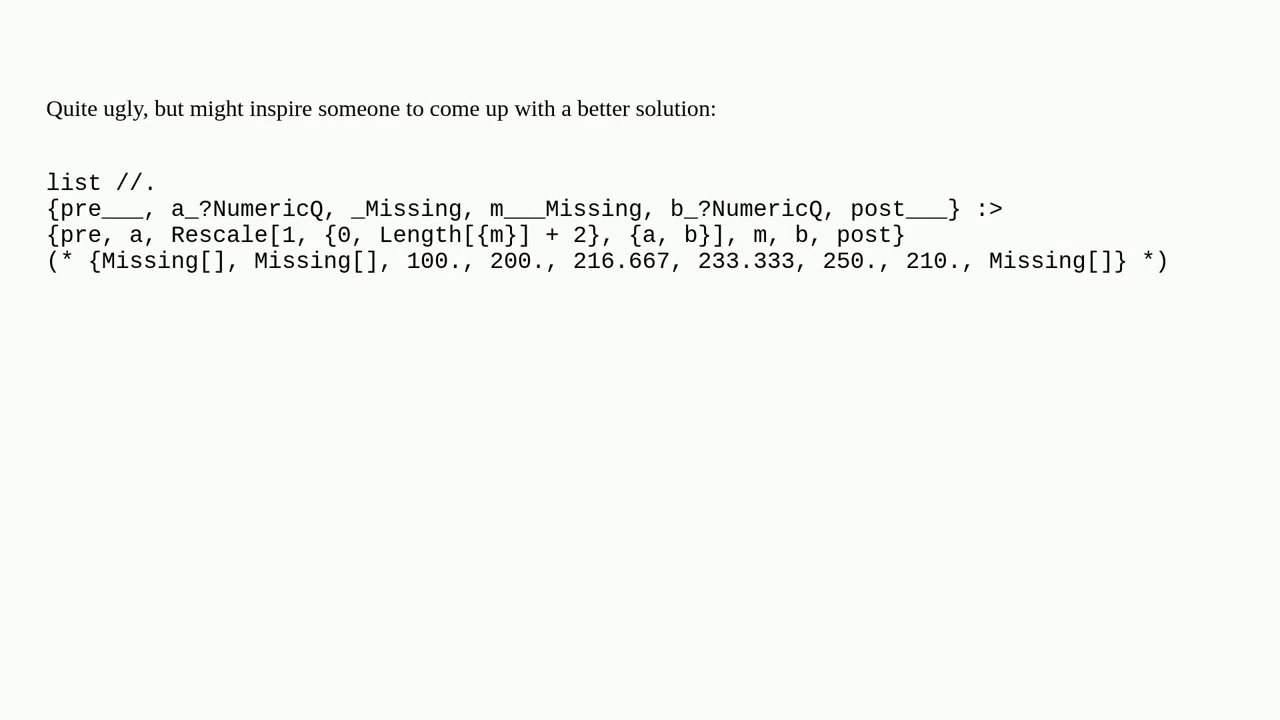 Quite ugly, but might inspire someone to come up with a better solution:
list //.
{pre___, a_?NumericQ, _Missing, m___Missing, b_?NumericQ, post___} :>
{pre, a, Rescale[1, {0, Length[{m}] + 2}, {a, b}], m, b, post}
(* {Missing[], Missing[], 100., 200., 216.667, 233.333, 250., 210., Missing[]} *)